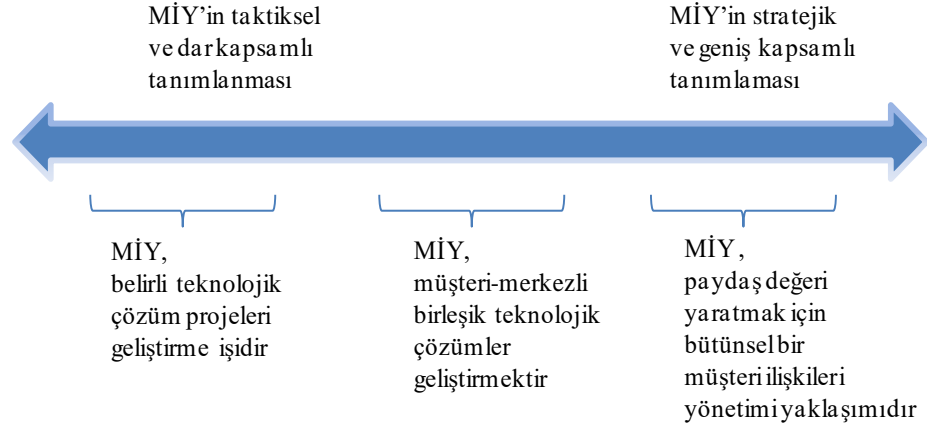 MİY’in taktiksel
ve dar kapsamlı
tanımlanması
MİY’in stratejik
ve geniş kapsamlı
tanımlaması
MİY,
belirli teknolojik
çözüm projeleri
geliştirme işidir
MİY,
müşteri-merkezli
birleşik teknolojik
çözümler
geliştirmektir
MİY ,
paydaş değeri
yaratmak için
bütünsel bir
müşteri ilişkileri
yönetimi yaklaşımıdır